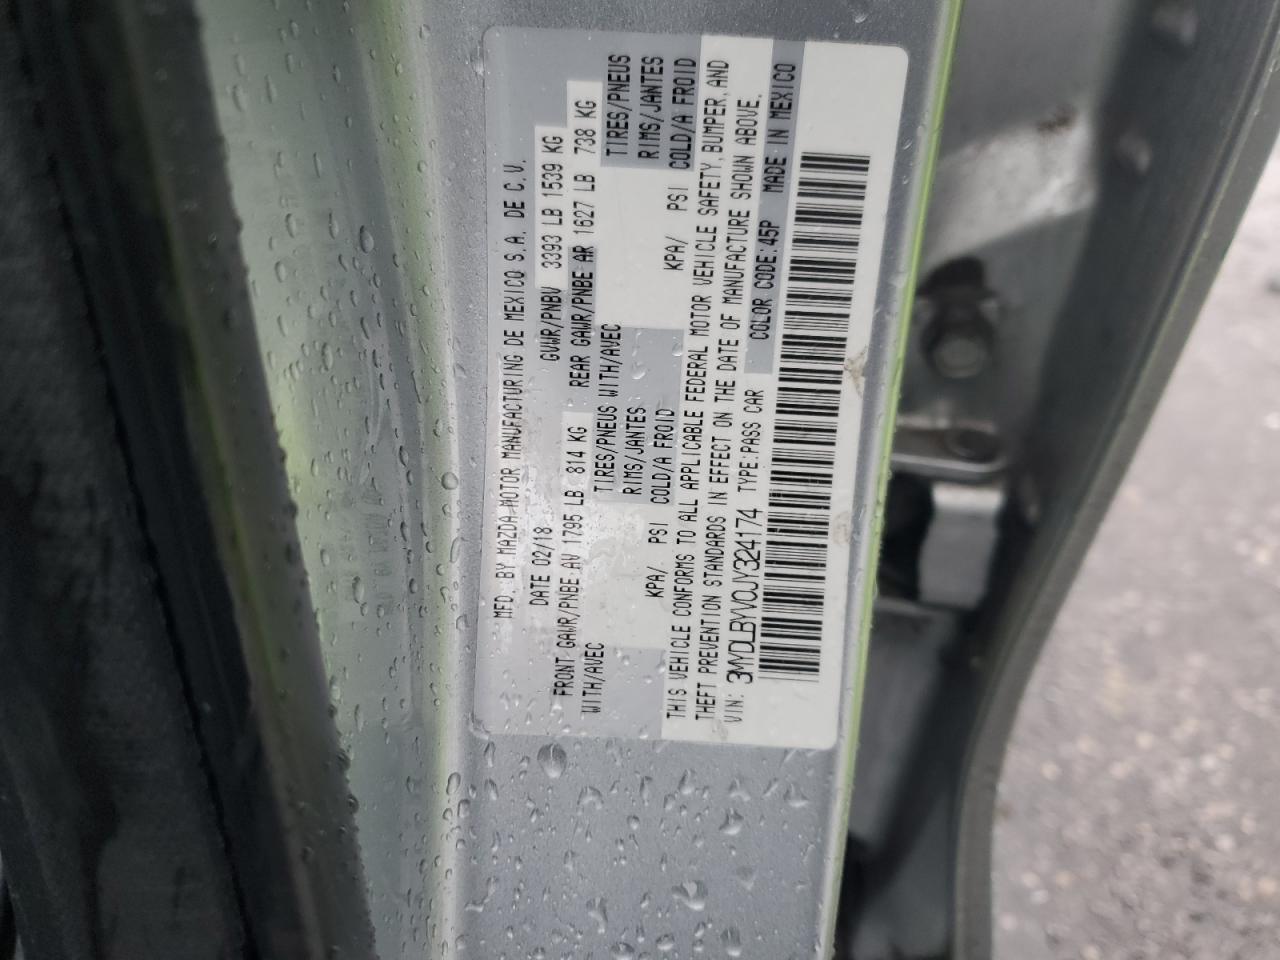 MFD. BY MAZDA MOTOR MANUFACTURING DE MEXICO S.A. DE C.V.
DATE 02/18 GVWR/PNBV 3393 LB 1539 KG
FRONT GAWR/PNBE AV 1795 LB 814 KG REAR GAWR/PNBE AR 1627 LB 738 KG
WITH/AVEC TIRES/PNEUS WITH/AVEC TIRES/PNEUS
RIMS/JANTES RIMS/JANTES
KPA/ PSI COLD/A FROID KPA/ PSI COLD/A FROID
THIS VEHICLE CONFORMS TO ALL APPLICABLE FEDERAL MOTOR VEHICLE SAFETY, BUMPER, AND
THEFT PREVENTION STANDARDS IN EFFECT ON THE DATE OF MANUFACTURE SHOWN ABOVE.
VIN: 3MYDLBYV0JY324174 TYPE:PASS CAR COLOR CODE:45P MADE IN MEXICO